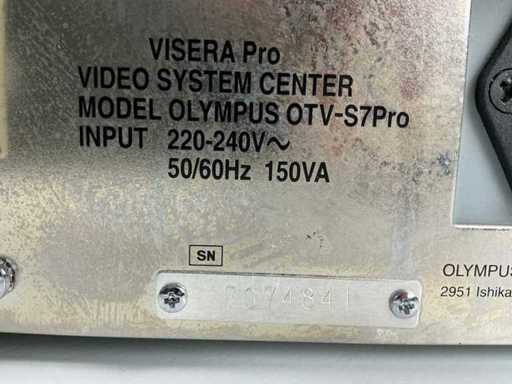 VISERA Pro
VIDEO SYSTEM CENTER
MODEL OLYMPUS OTV-S7Pro
INPUT 220-240V~
50/60Hz 150VA
SN
OLYMPUS
2951 Ishika